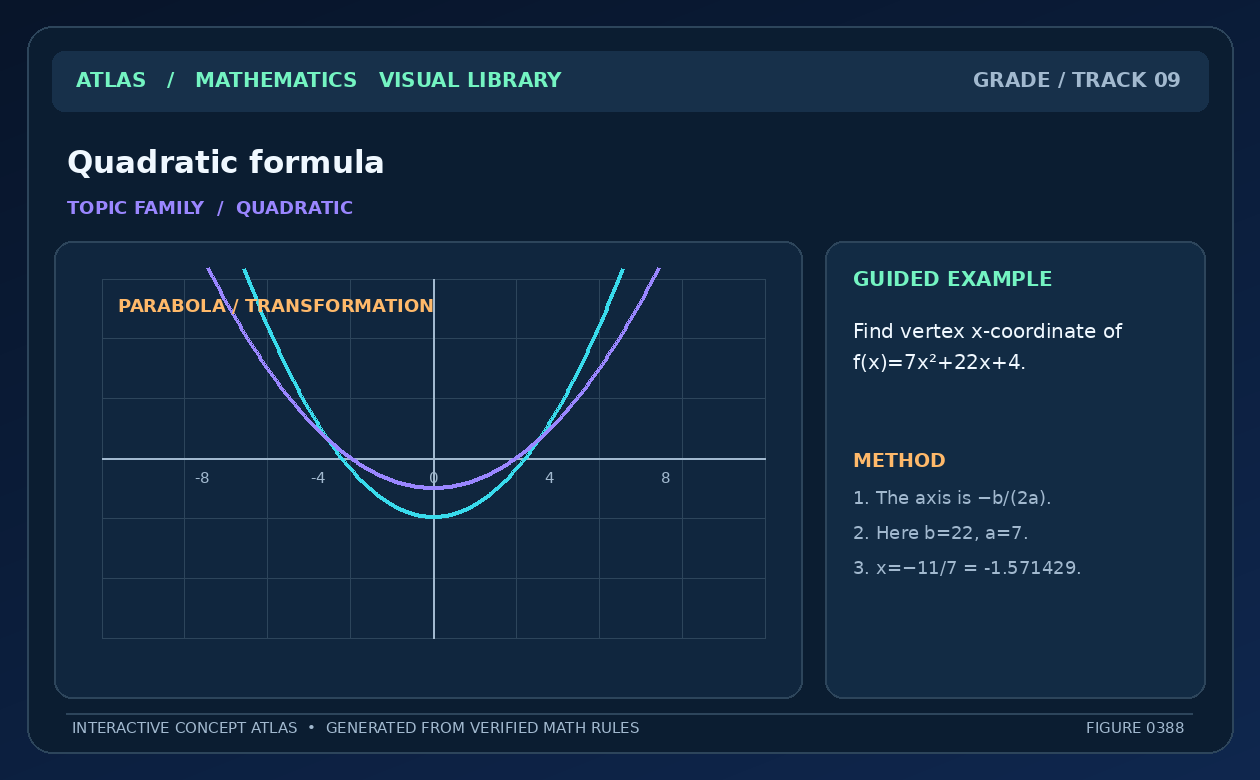 ATLAS / MATHEMATICS VISUAL LIBRARY
GRADE / TRACK 09
Quadratic formula
TOPIC FAMILY / QUADRATIC
PARABOLA / TRANSFORMATION
-8 -4 0 4 8
GUIDED EXAMPLE
Find vertex x-coordinate of
f(x)=7x²+22x+4.
METHOD
1. The axis is −b/(2a).
2. Here b=22, a=7.
3. x=−11/7 = -1.571429.
INTERACTIVE CONCEPT ATLAS • GENERATED FROM VERIFIED MATH RULES
FIGURE 0388